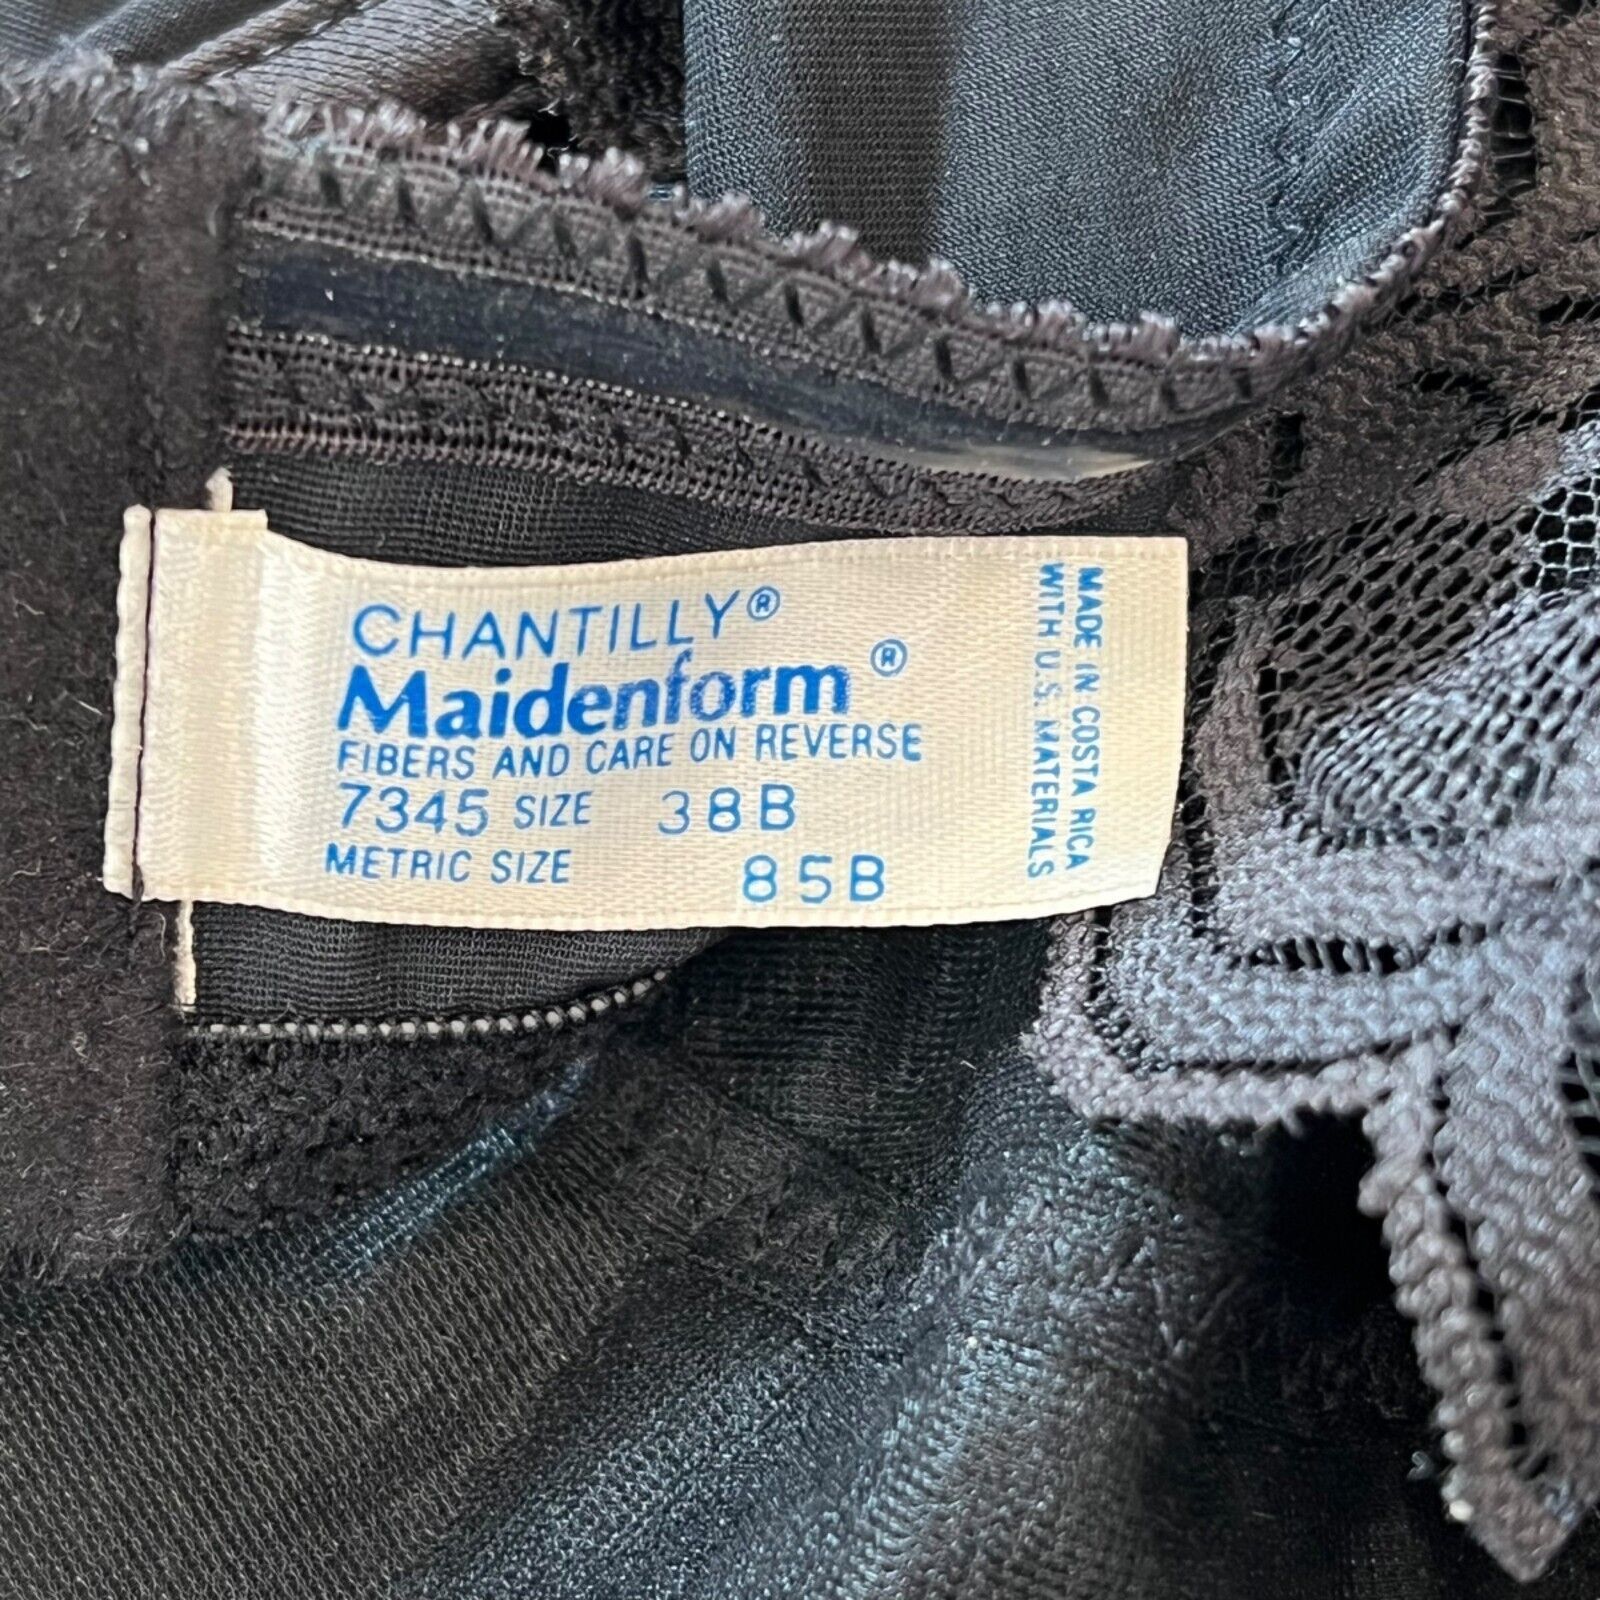 CHANTILLY®
Maidenform®
FIBERS AND CARE ON REVERSE
7345 SIZE 38B
METRIC SIZE 85B
MADE IN COSTA RICA
WITH U.S. MATERIALS